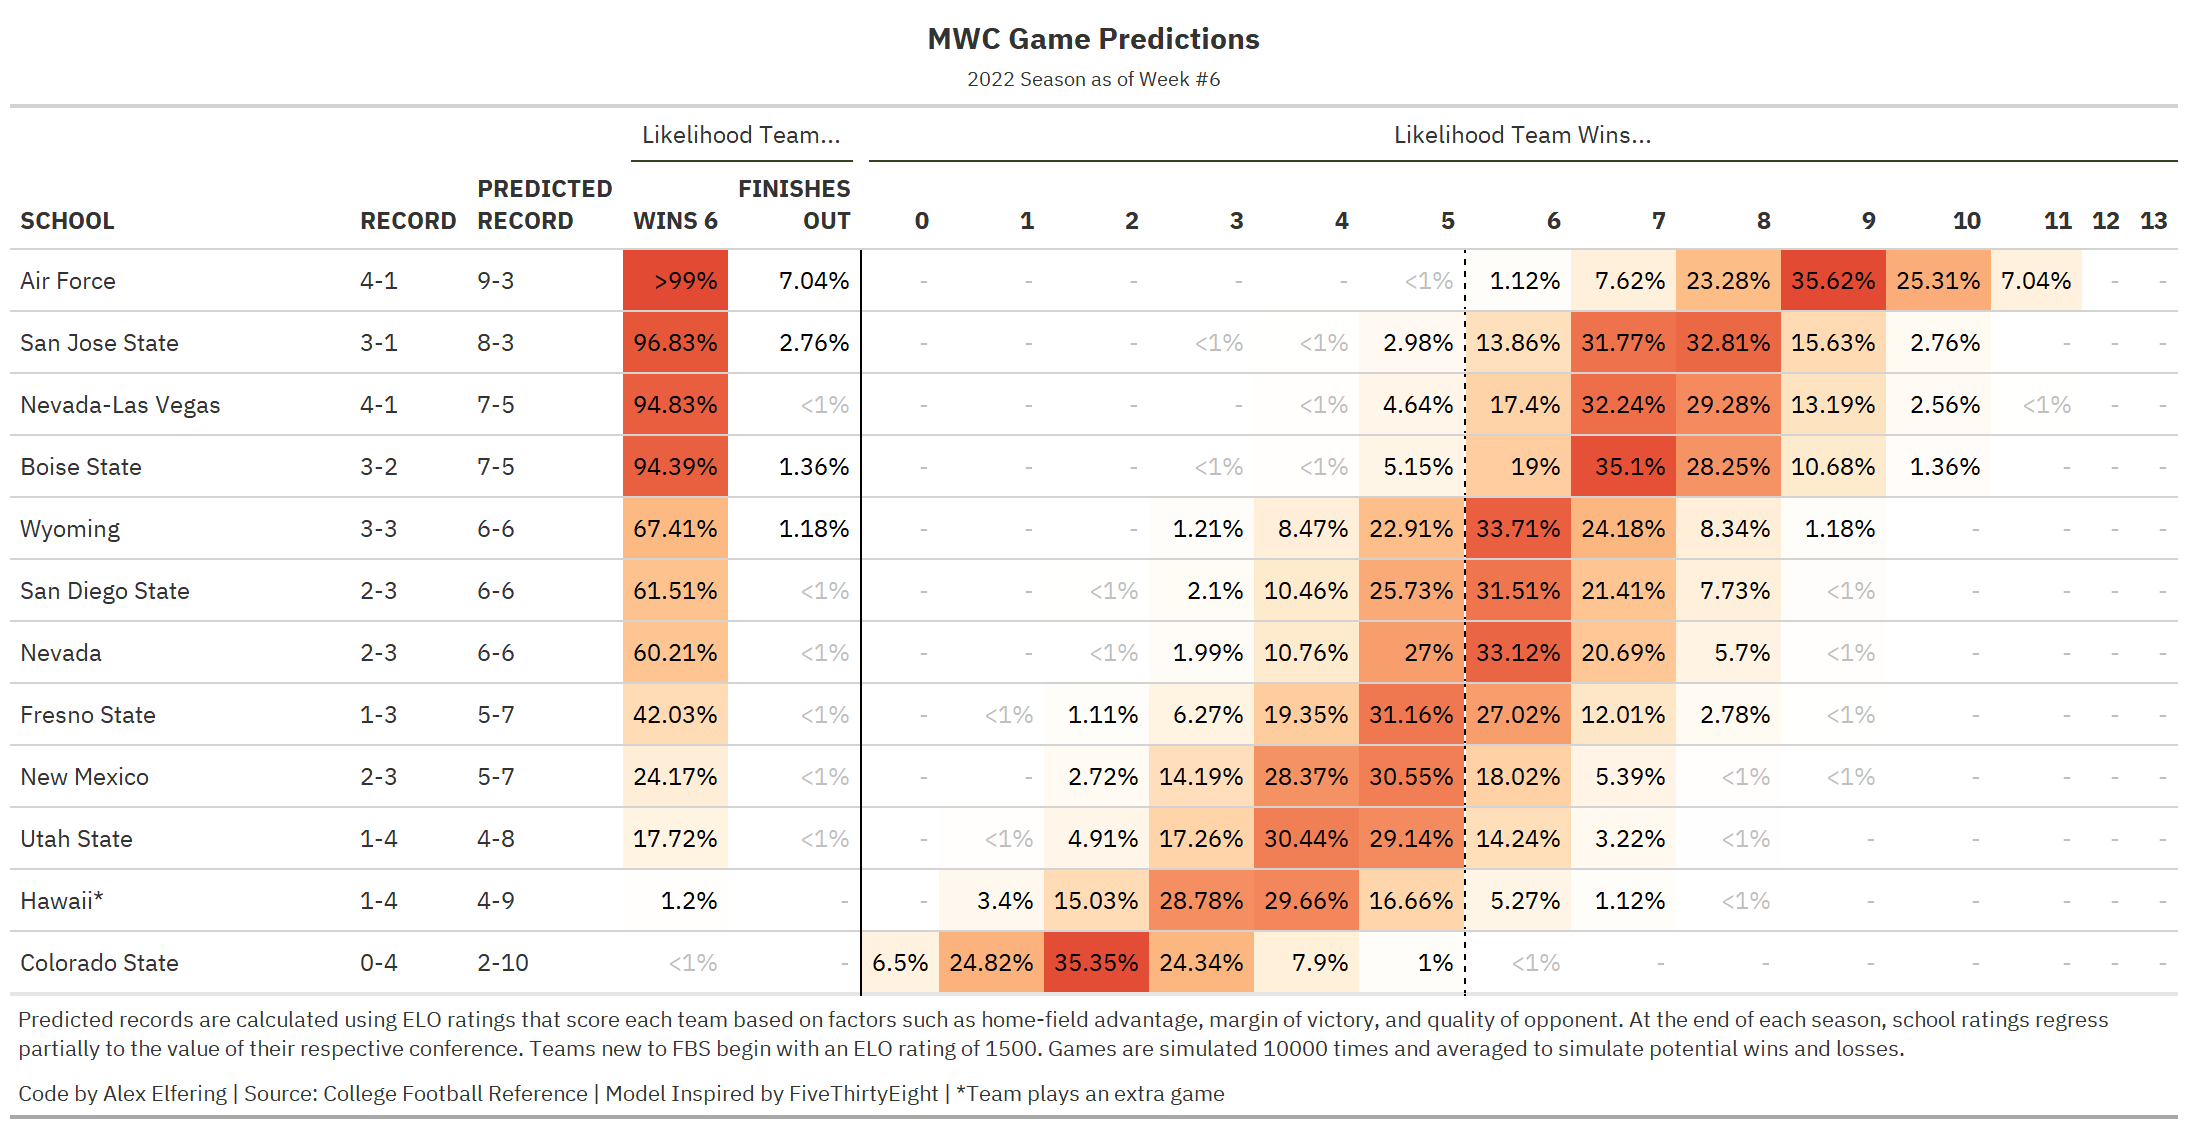 MWC Game Predictions
2022 Season as of Week #6
Likelihood Team... Likelihood Team Wins...
SCHOOL RECORD PREDICTED RECORD WINS 6 FINISHES OUT 0 1 2 3 4 5 6 7 8 9 10 11 12 13
Air Force 4-1 9-3 >99% 7.04% - - - - - <1% 1.12% 7.62% 23.28% 35.62% 25.31% 7.04% - -
San Jose State 3-1 8-3 96.83% 2.76% - - - <1% <1% 2.98% 13.86% 31.77% 32.81% 15.63% 2.76% - - -
Nevada-Las Vegas 4-1 7-5 94.83% <1% - - - - <1% 4.64% 17.4% 32.24% 29.28% 13.19% 2.56% <1% - -
Boise State 3-2 7-5 94.39% 1.36% - - - <1% <1% 5.15% 19% 35.1% 28.25% 10.68% 1.36% - - -
Wyoming 3-3 6-6 67.41% 1.18% - - - 1.21% 8.47% 22.91% 33.71% 24.18% 8.34% 1.18% - - - -
San Diego State 2-3 6-6 61.51% <1% - - <1% 2.1% 10.46% 25.73% 31.51% 21.41% 7.73% <1% - - - -
Nevada 2-3 6-6 60.21% <1% - - <1% 1.99% 10.76% 27% 33.12% 20.69% 5.7% <1% - - - -
Fresno State 1-3 5-7 42.03% <1% - <1% 1.11% 6.27% 19.35% 31.16% 27.02% 12.01% 2.78% <1% - - - -
New Mexico 2-3 5-7 24.17% <1% - - 2.72% 14.19% 28.37% 30.55% 18.02% 5.39% <1% <1% - - - -
Utah State 1-4 4-8 17.72% <1% - <1% 4.91% 17.26% 30.44% 29.14% 14.24% 3.22% <1% - - - - -
Hawaii* 1-4 4-9 1.2% - - 3.4% 15.03% 28.78% 29.66% 16.66% 5.27% 1.12% <1% - - - - -
Colorado State 0-4 2-10 <1% - 6.5% 24.82% 35.35% 24.34% 7.9% 1% <1% - - - - - - -
Predicted records are calculated using ELO ratings that score each team based on factors such as home-field advantage, margin of victory, and quality of opponent. At the end of each season, school ratings regress
partially to the value of their respective conference. Teams new to FBS begin with an ELO rating of 1500. Games are simulated 10000 times and averaged to simulate potential wins and losses.
Code by Alex Elfering | Source: College Football Reference | Model Inspired by FiveThirtyEight | *Team plays an extra game